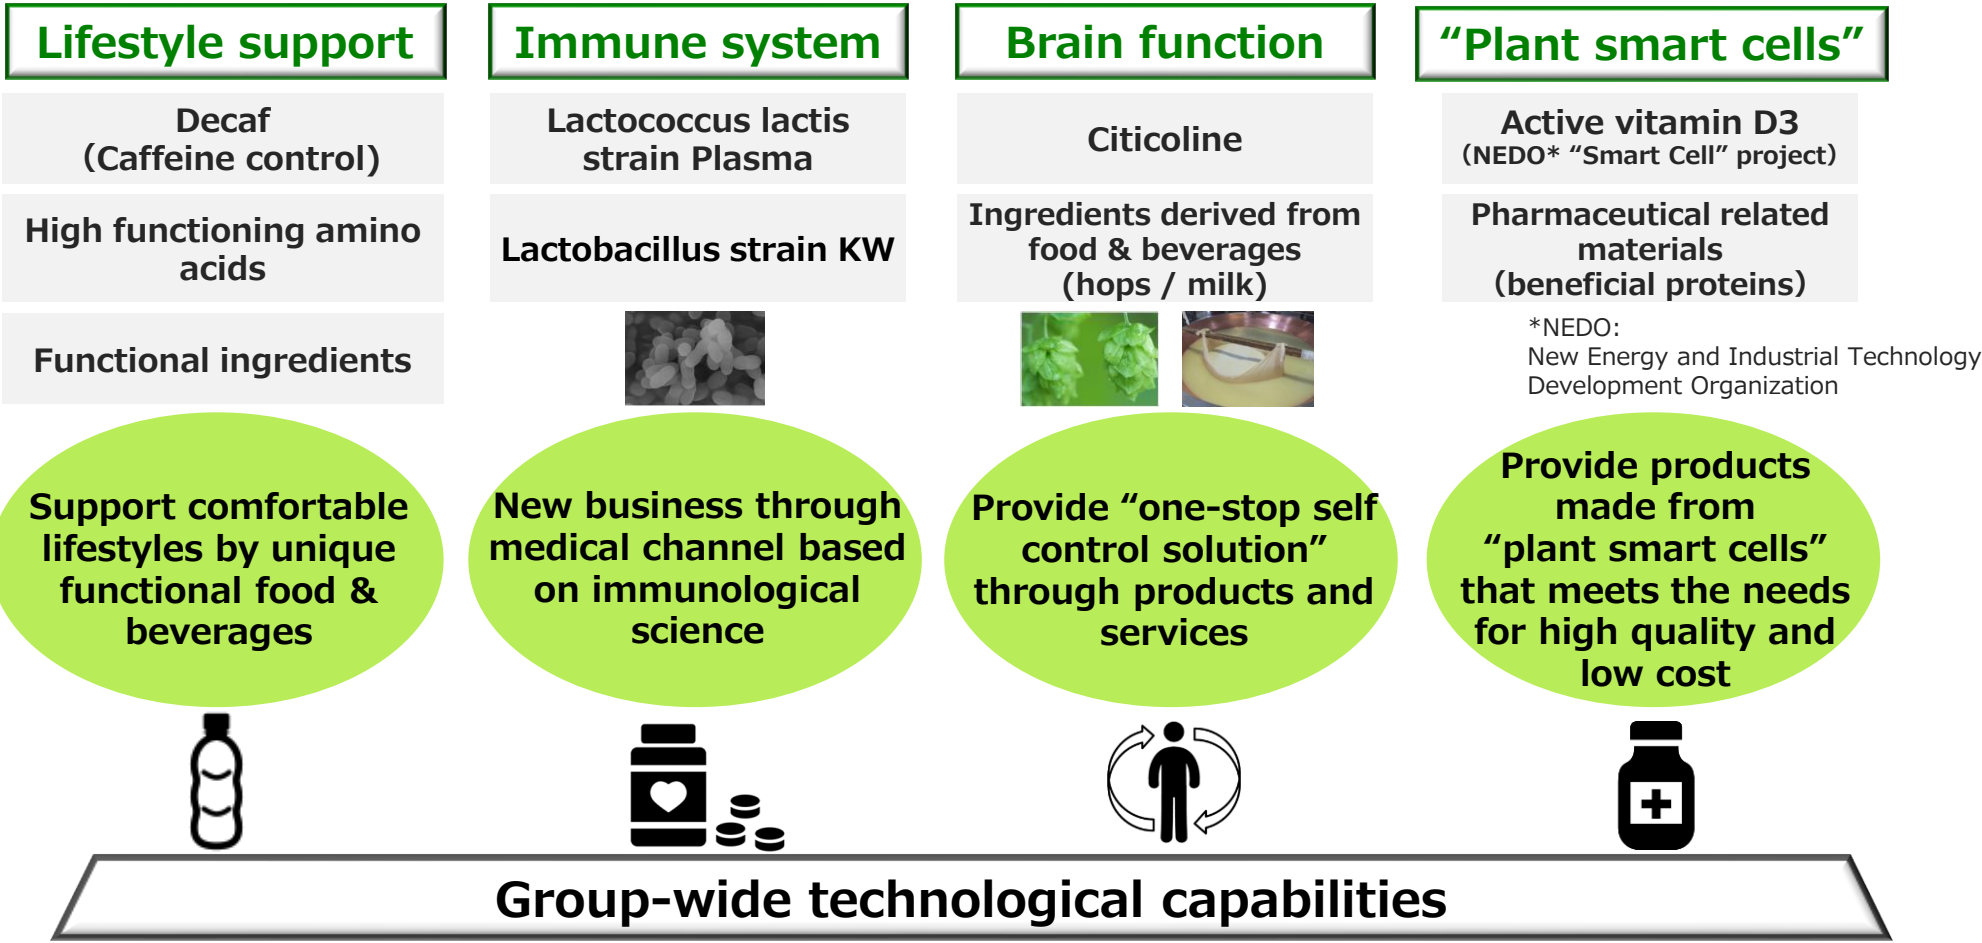 Lifestyle support
Decaf
(Caffeine control)
High functioning amino
acids
Functional ingredients
Support comfortable
lifestyles by unique
functional food &
beverages
Immune system
Lactococcus lactis
strain Plasma
Lactobacillus strain KW
New business through
medical channel based
on immunological
science
Brain function
Citicoline
Ingredients derived from
food & beverages
(hops / milk)
Provide “one-stop self
control solution”
through products and
services
“Plant smart cells”
Active vitamin D3
(NEDO* “Smart Cell” project)
Pharmaceutical related
materials
(beneficial proteins)
*NEDO:
New Energy and Industrial Technology
Development Organization
Provide products
made from
“plant smart cells”
that meets the needs
for high quality and
low cost
Group-wide technological capabilities